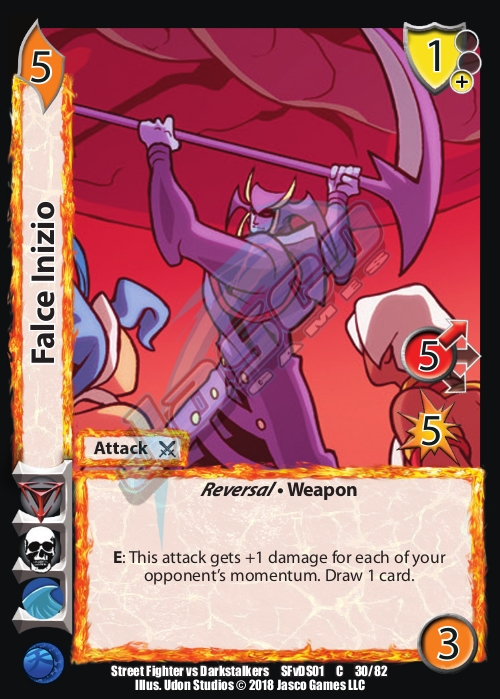 5
1
+
Falce Inizio
JASCO
GAMES
5
5
Attack
Reversal • Weapon
E: This attack gets +1 damage for each of your
opponent's momentum. Draw 1 card.
3
Street Fighter vs Darkstalkers SFvDS01 C 30/82
Illus. Udon Studios © 2018 Jasco Games LLC